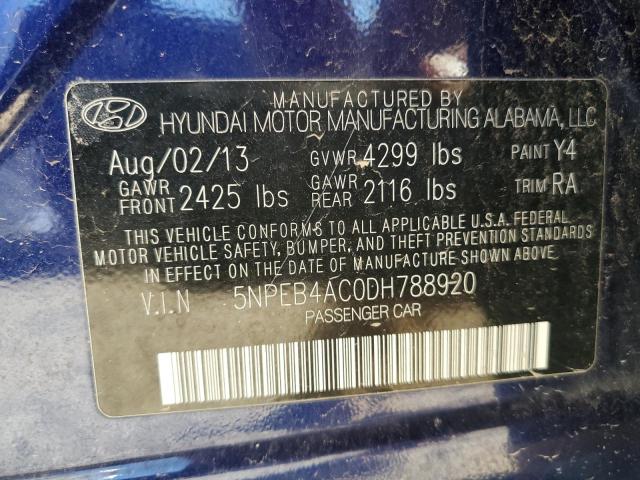 MANUFACTURED BY
HYUNDAI MOTOR MANUFACTURING ALABAMA, LLC
Aug/02/13 GVWR 4299 lbs PAINT Y4
GAWR FRONT 2425 lbs GAWR REAR 2116 lbs TRIM RA
THIS VEHICLE CONFORMS TO ALL APPLICABLE U.S.A. FEDERAL
MOTOR VEHICLE SAFETY, BUMPER, AND THEFT PREVENTION STANDARDS
IN EFFECT ON THE DATE OF MANUFACTURE SHOWN ABOVE.
V.I.N 5NPEB4AC0DH788920
PASSENGER CAR